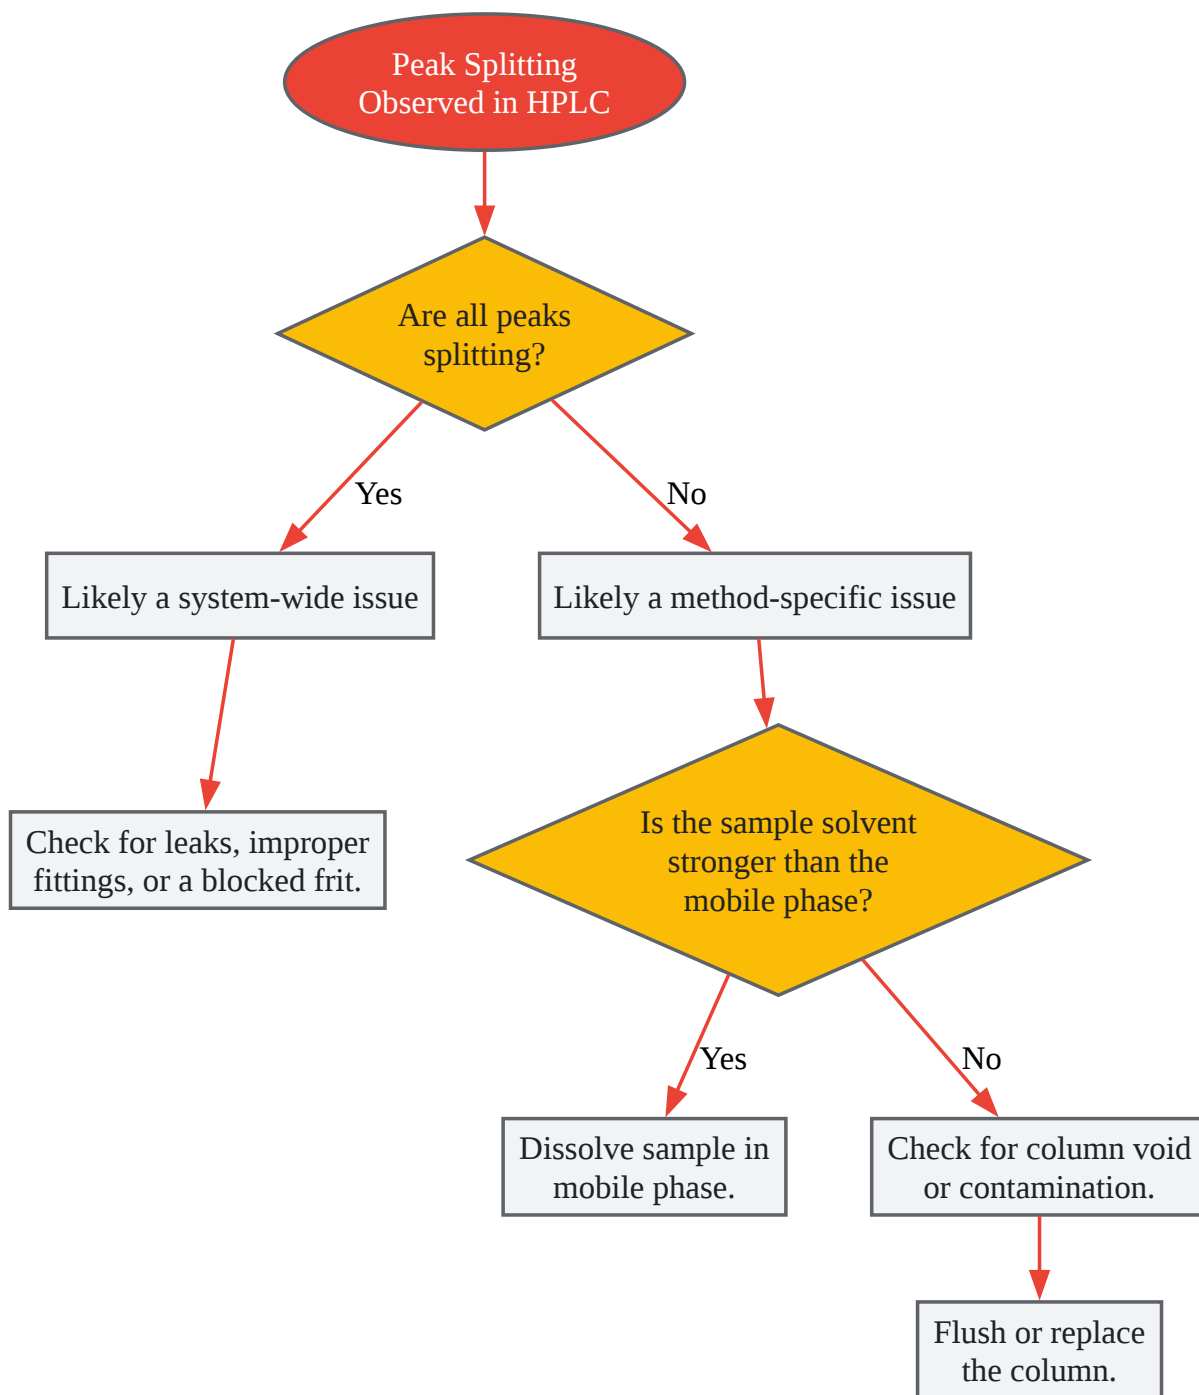 Peak Splitting
Observed in HPLC
Are all peaks
splitting?
Yes
No
Likely a system-wide issue
Likely a method-specific issue
Check for leaks, improper
fittings, or a blocked frit.
Is the sample solvent
stronger than the
mobile phase?
Yes
No
Dissolve sample in
mobile phase.
Check for column void
or contamination.
Flush or replace
the column.